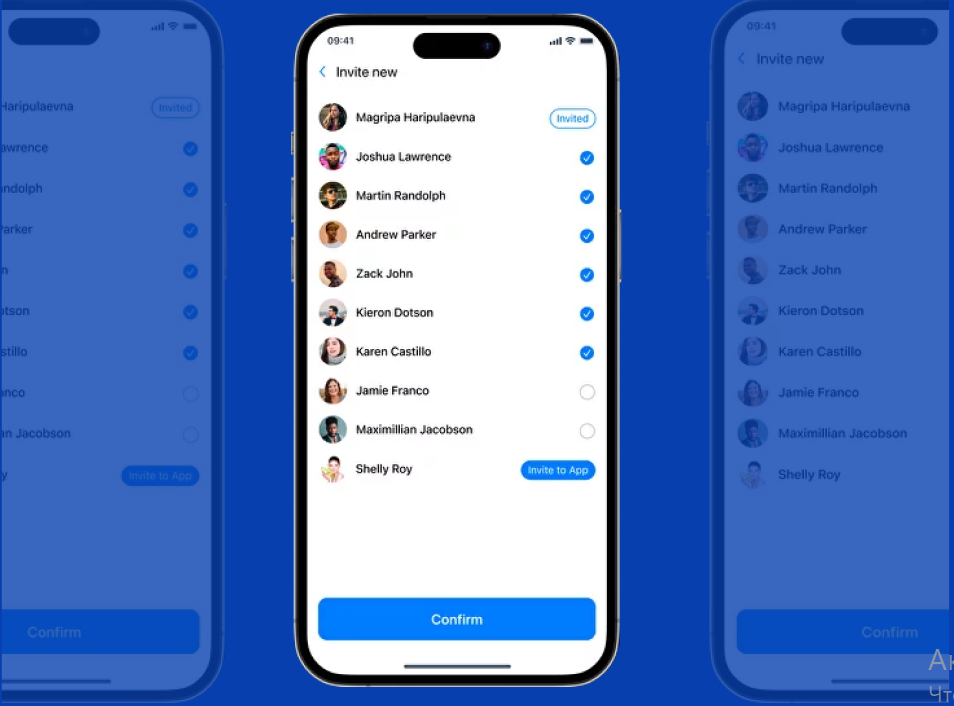 Haripulaevna
Invited
awrence
ndolph
arker
n
otson
stillo
nco
an Jacobson
y
Invite to App
Confirm
09:41
Invite new
Magripa Haripulaevna
Invited
Joshua Lawrence
Martin Randolph
Andrew Parker
Zack John
Kieron Dotson
Karen Castillo
Jamie Franco
Maximillian Jacobson
Shelly Roy
Invite to App
Confirm
09:41
Invite new
Magripa Haripulaevna
Joshua Lawrence
Martin Randolph
Andrew Parker
Zack John
Kieron Dotson
Karen Castillo
Jamie Franco
Maximillian Jacobson
Shelly Roy
Confirm
Ак
Что